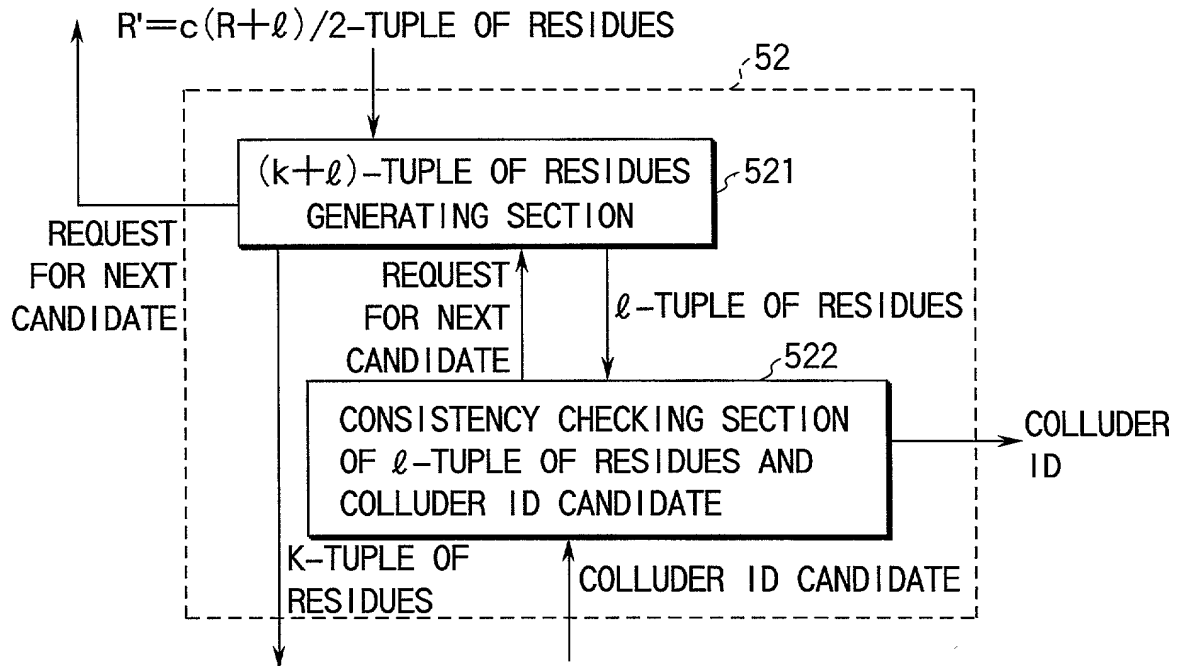 R'=c(R+ℓ)/2-TUPLE OF RESIDUES
52
(k+ℓ)-TUPLE OF RESIDUES
GENERATING SECTION
521
REQUEST
FOR NEXT
CANDIDATE
REQUEST
FOR NEXT
CANDIDATE
ℓ-TUPLE OF RESIDUES
522
CONSISTENCY CHECKING SECTION
OF ℓ-TUPLE OF RESIDUES AND
COLLUDER ID CANDIDATE
COLLUDER
ID
K-TUPLE OF
RESIDUES
COLLUDER ID CANDIDATE